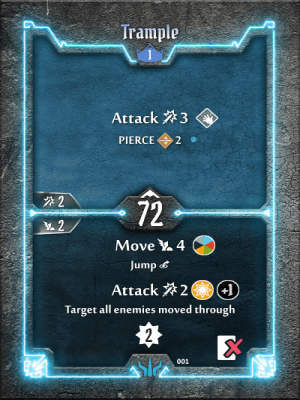 Trample
1
Attack 3
PIERCE 2
2
72
2
Move 4
Jump
Attack 2 +1
Target all enemies moved through
2
001